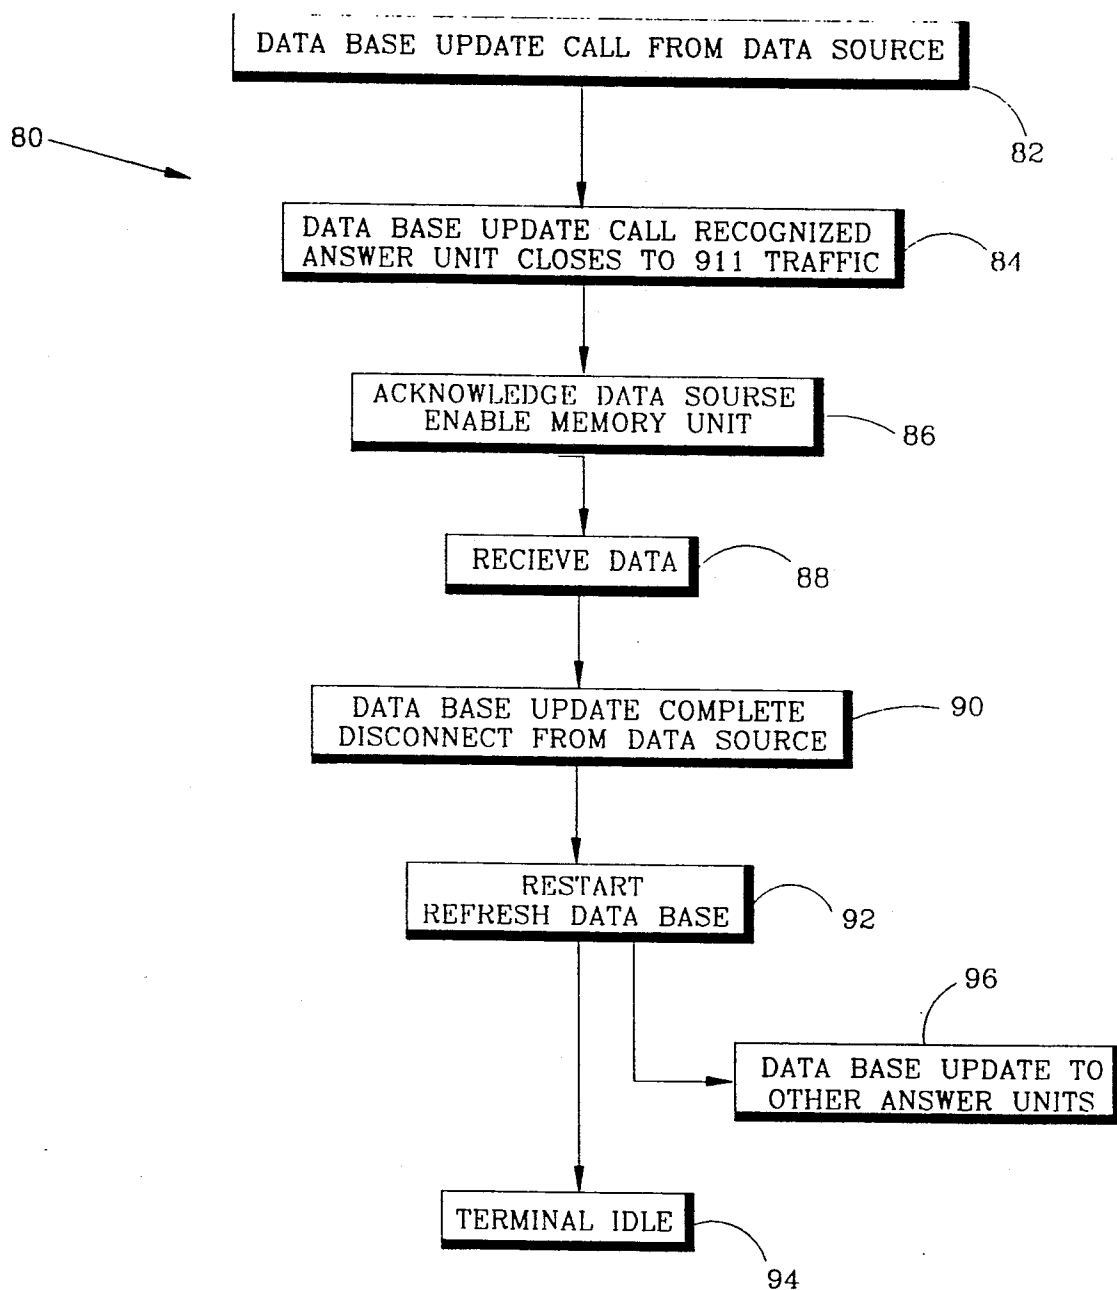 DATA BASE UPDATE CALL FROM DATA SOURCE
82
80
DATA BASE UPDATE CALL RECOGNIZED
ANSWER UNIT CLOSES TO 911 TRAFFIC
84
ACKNOWLEDGE DATA SOURSE
ENABLE MEMORY UNIT
86
RECIEVE DATA
88
DATA BASE UPDATE COMPLETE
DISCONNECT FROM DATA SOURCE
90
RESTART
REFRESH DATA BASE
92
96
DATA BASE UPDATE TO
OTHER ANSWER UNITS
TERMINAL IDLE
94